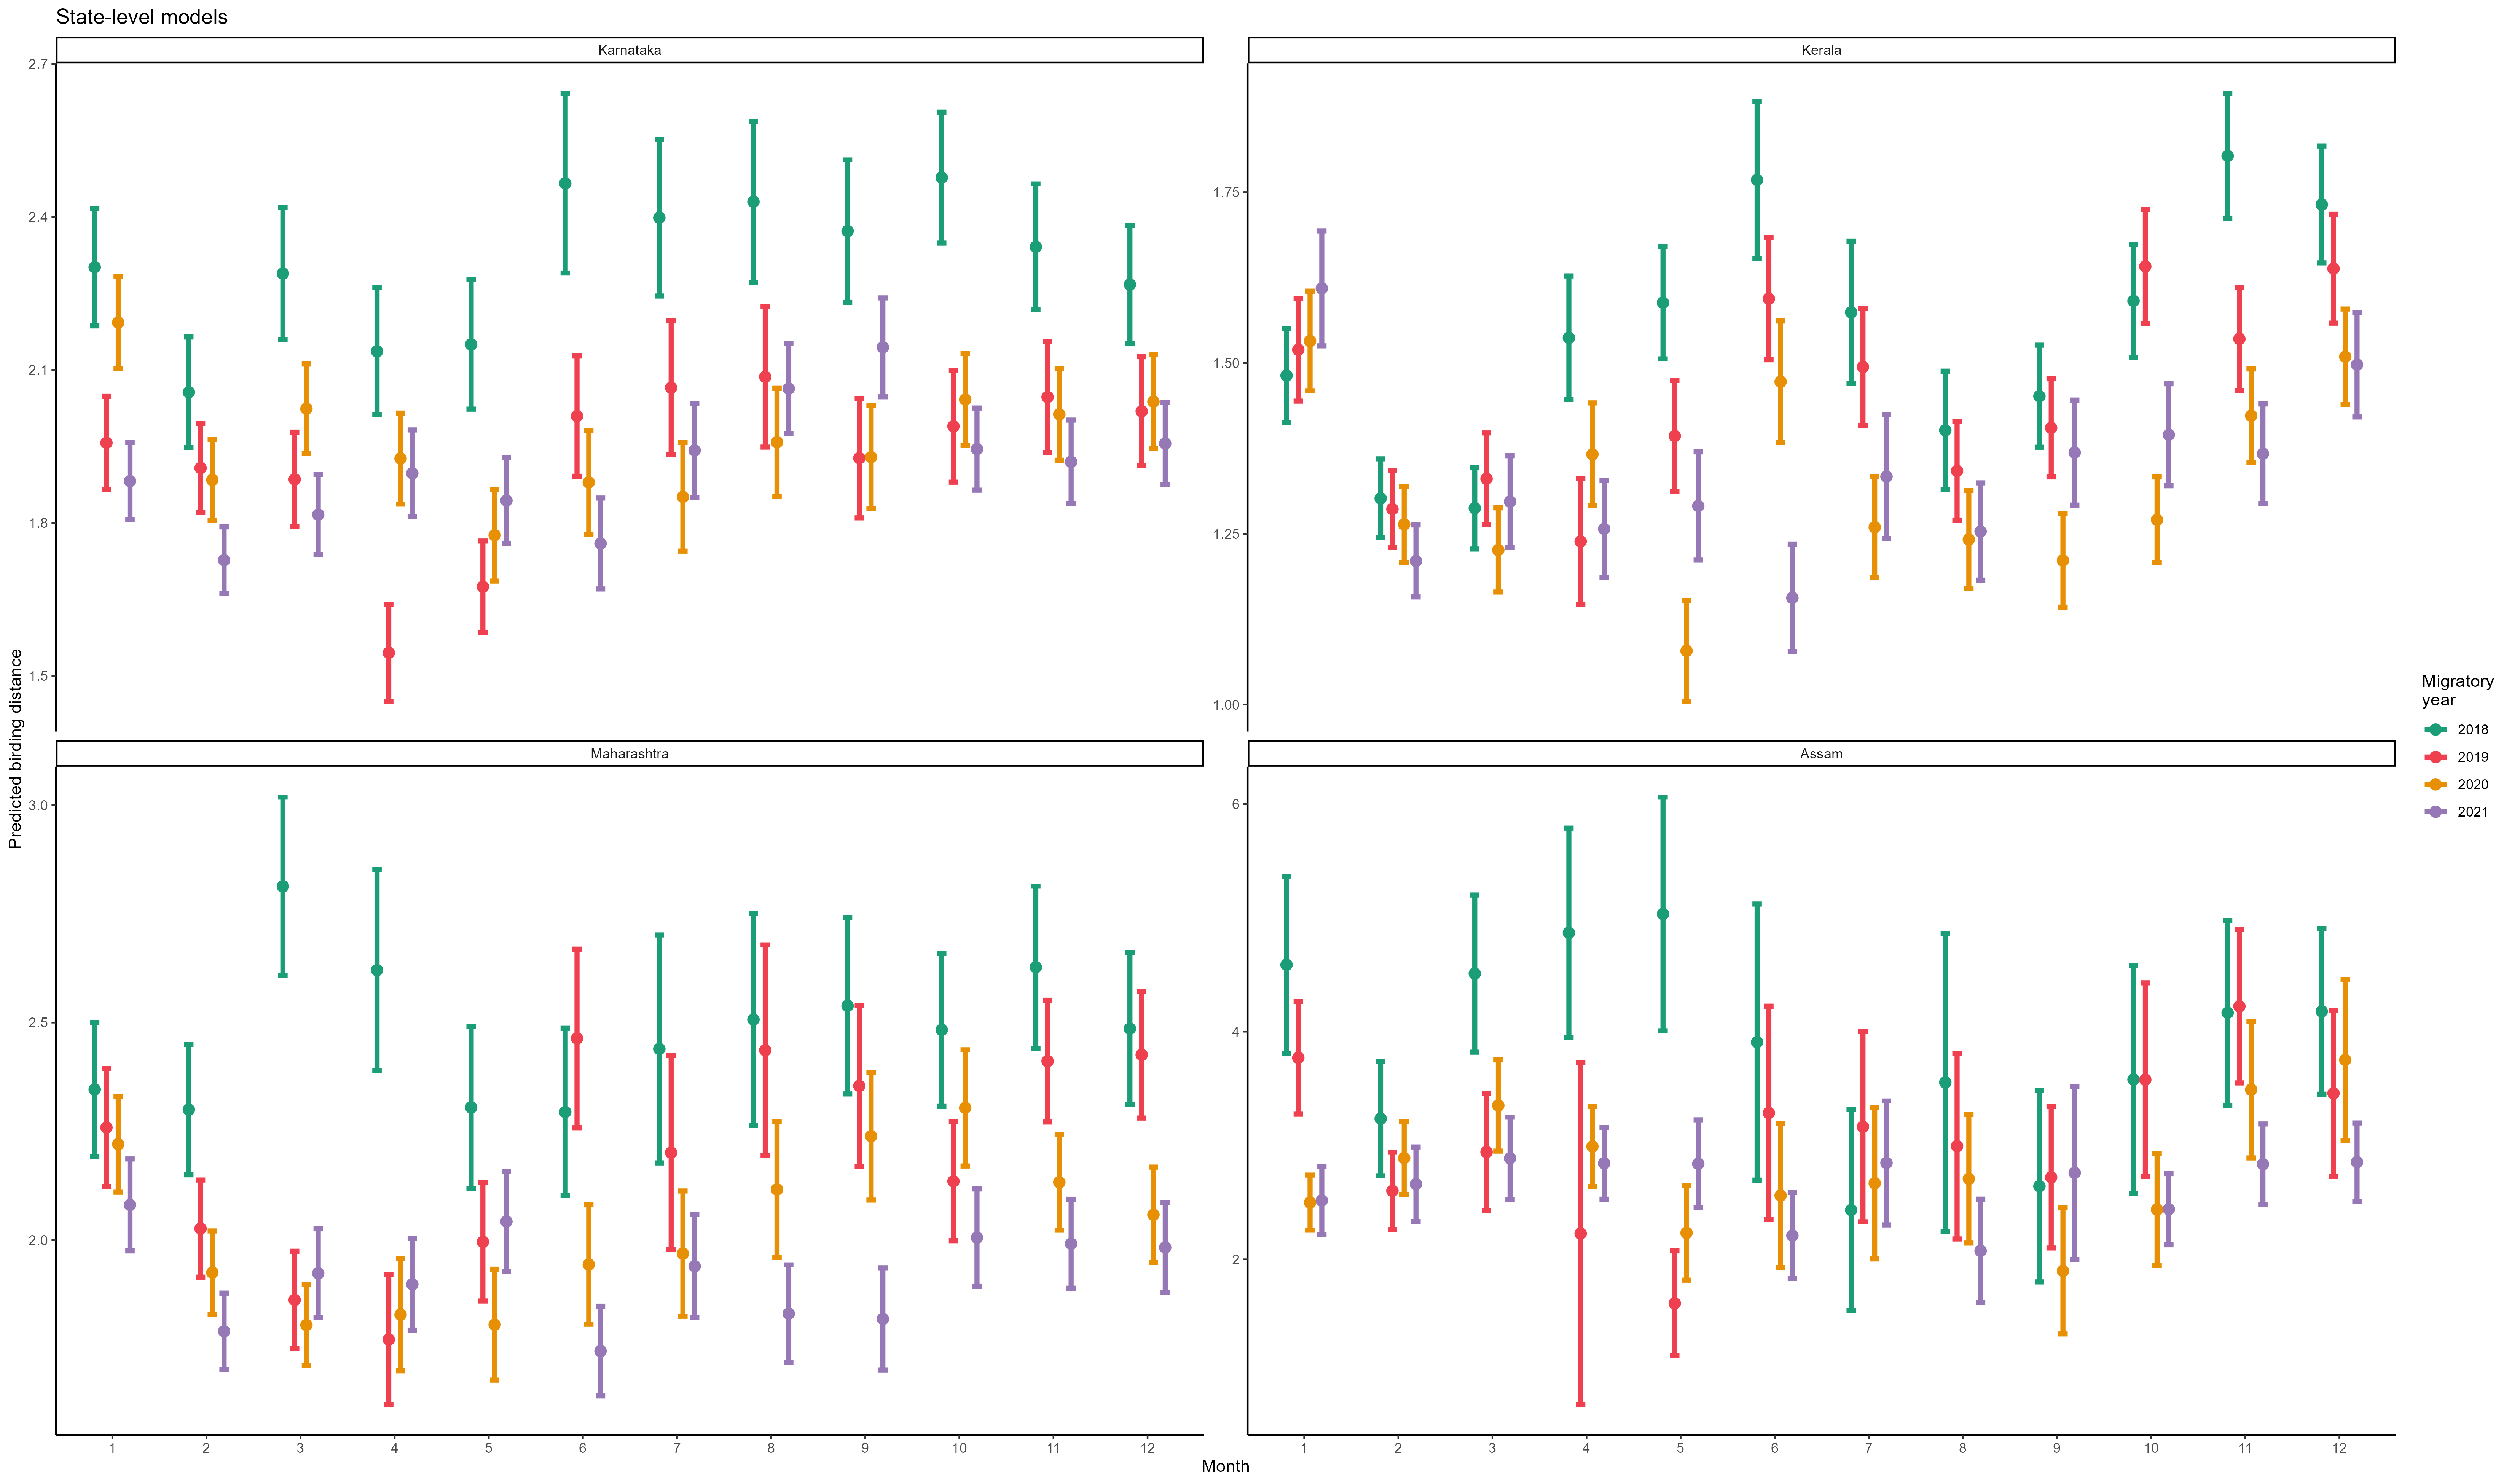 State-level models
Karnataka
Kerala
2.7
2.4
2.1
1.8
1.5
1.75
1.50
1.25
1.00
Maharashtra
Assam
3.0
2.5
2.0
6
4
2
1 2 3 4 5 6 7 8 9 10 11 12
1 2 3 4 5 6 7 8 9 10 11 12
Month
Predicted birding distance
Migratory
year
2018
2019
2020
2021